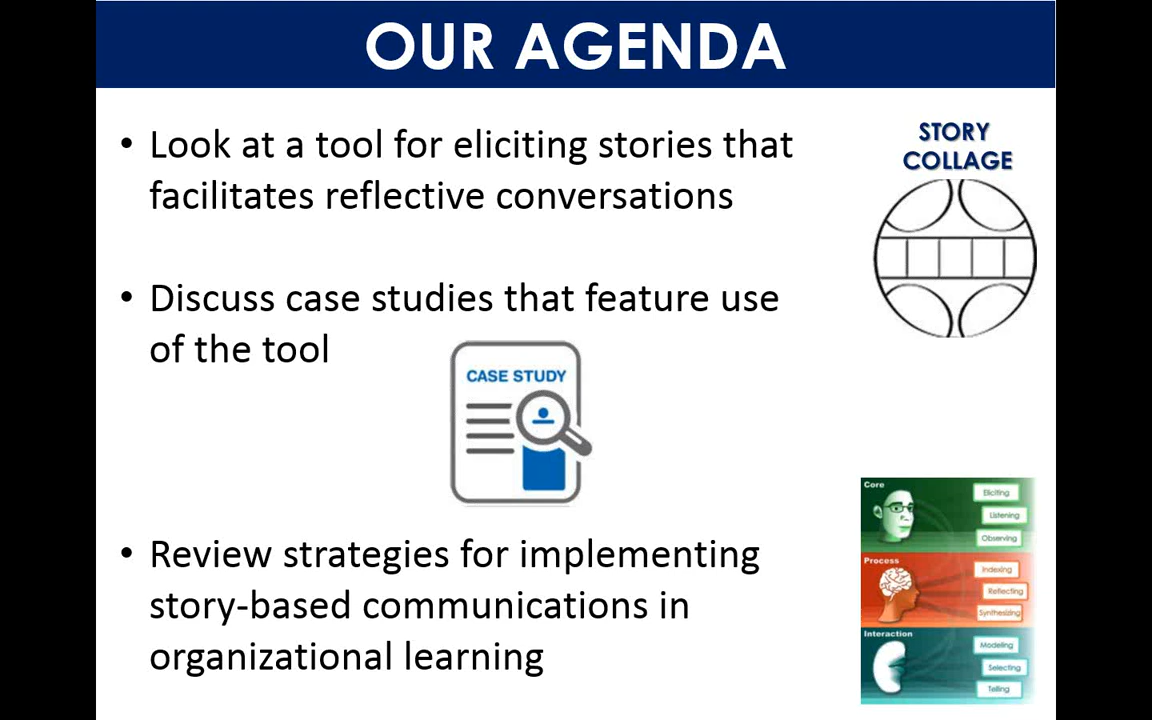 OUR AGENDA
• Look at a tool for eliciting stories that
facilitates reflective conversations
STORY
COLLAGE
• Discuss case studies that feature use
of the tool
CASE STUDY
• Review strategies for implementing
story-based communications in
organizational learning
Core
Eliciting
Listening
Observing
Process
Indexing
Reflecting
Synthesizing
Interaction
Modeling
Selecting
Telling